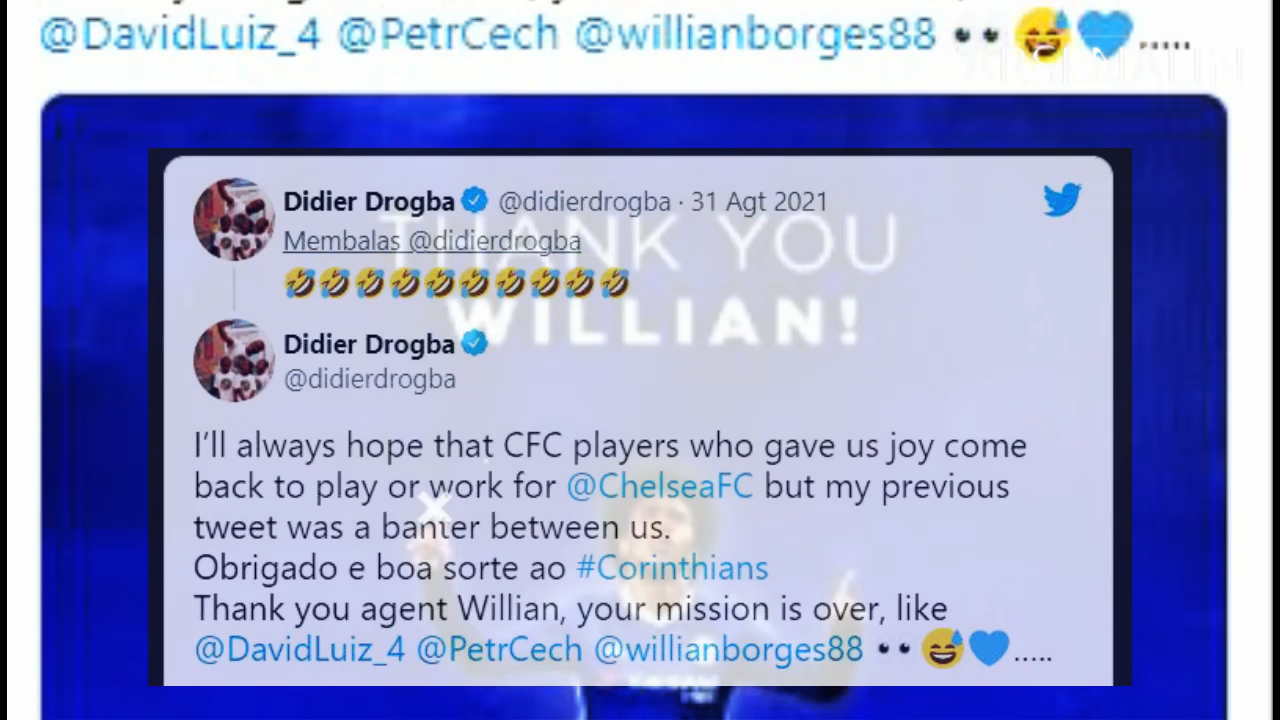 @DavidLuiz_4 @PetrCech @willianborges88 👀 😅💙.....
THANK YOU
WILLIAN!
Didier Drogba @didierdrogba · 31 Agt 2021
Membalas @didierdrogba
🤣🤣🤣🤣🤣🤣🤣🤣🤣🤣
Didier Drogba
@didierdrogba
I'll always hope that CFC players who gave us joy come
back to play or work for @ChelseaFC but my previous
tweet was a banter between us.
Obrigado e boa sorte ao #Corinthians
Thank you agent Willian, your mission is over, like
@DavidLuiz_4 @PetrCech @willianborges88 👀 😅💙.....